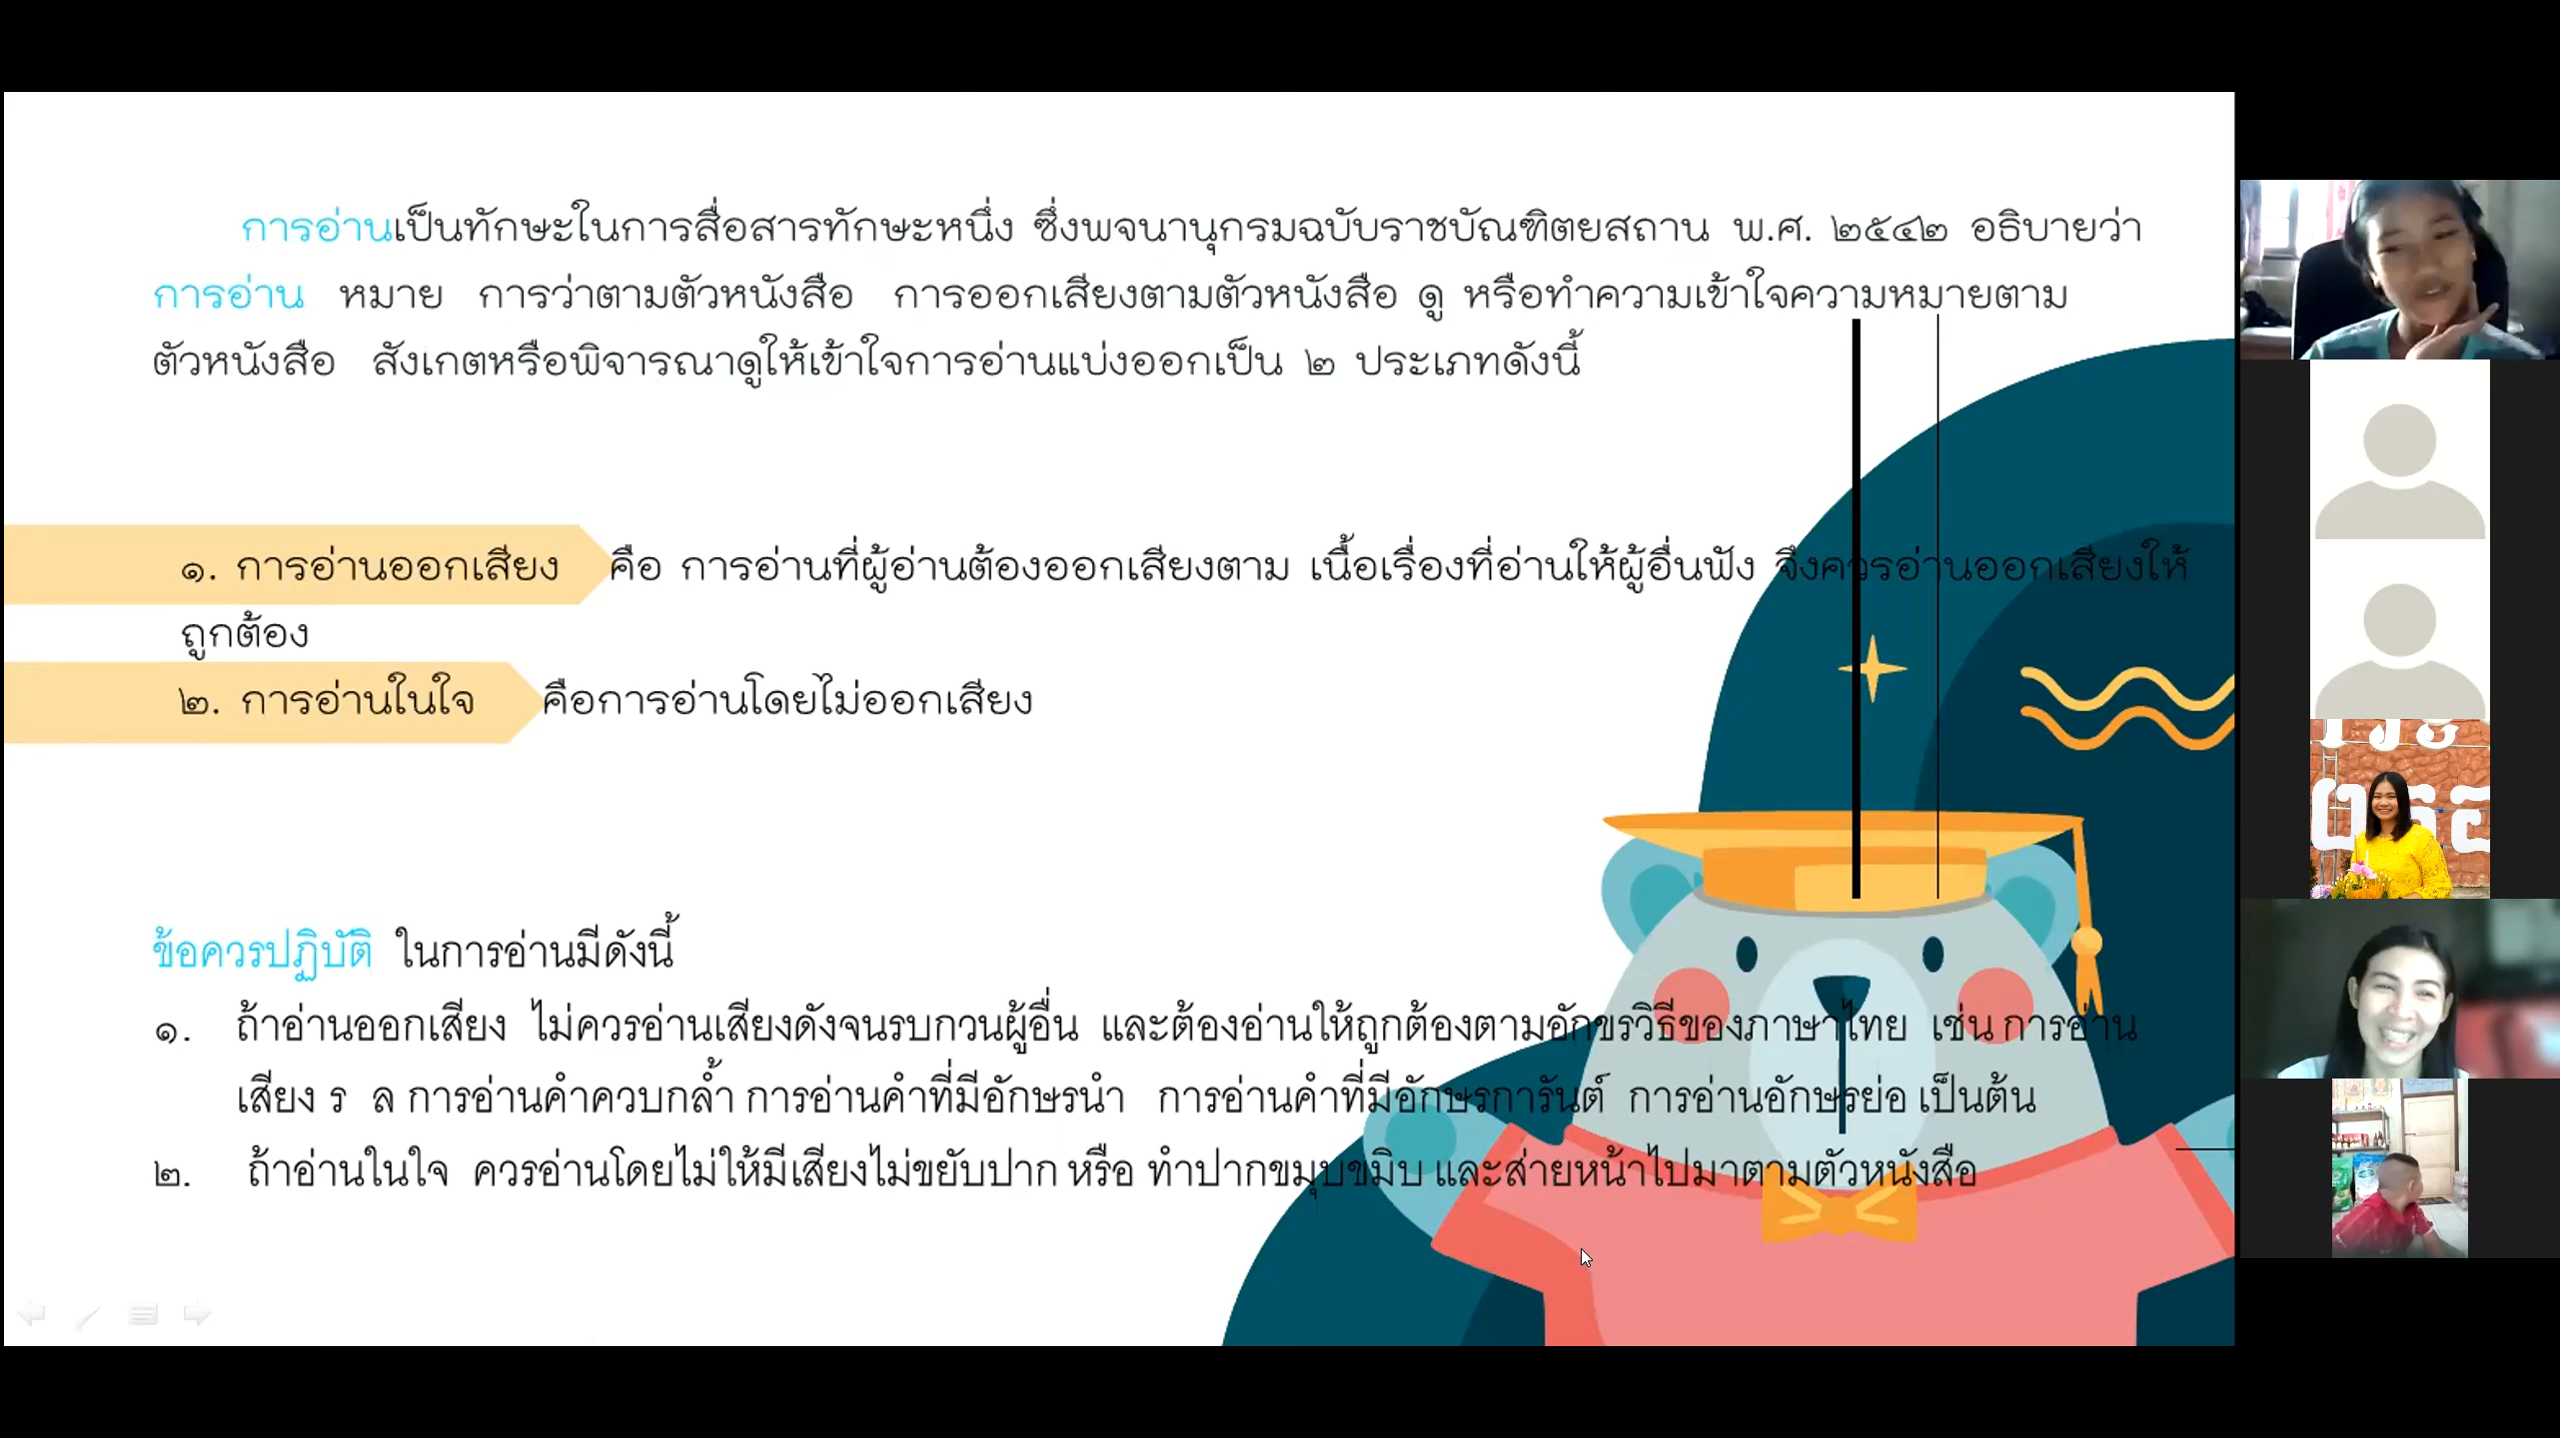 การอ่านเป็นทักษะในการสื่อสารทักษะหนึ่ง ซึ่งพจนานุกรมฉบับราชบัณฑิตยสถาน พ.ศ. ๒๕๔๒ อธิบายว่า
การอ่าน หมาย การว่าตามตัวหนังสือ การออกเสียงตามตัวหนังสือ ดู หรือทำความเข้าใจความหมายตาม
ตัวหนังสือ สังเกตหรือพิจารณาดูให้เข้าใจการอ่านแบ่งออกเป็น ๒ ประเภทดังนี้
๑. การอ่านออกเสียง คือ การอ่านที่ผู้อ่านต้องออกเสียงตาม เนื้อเรื่องที่อ่านให้ผู้อื่นฟัง จึงควรอ่านออกเสียงให้
ถูกต้อง
๒. การอ่านในใจ คือการอ่านโดยไม่ออกเสียง
ข้อควรปฏิบัติ ในการอ่านมีดังนี้
๑. ถ้าอ่านออกเสียง ไม่ควรอ่านเสียงดังจนรบกวนผู้อื่น และต้องอ่านให้ถูกต้องตามอักขรวิธีของภาษาไทย เช่น การอ่าน
เสียง ร ล การอ่านคำควบกล้ำ การอ่านคำที่มีอักษรนำ การอ่านคำที่มีอักษรการันต์ การอ่านอักษรย่อ เป็นต้น
๒. ถ้าอ่านในใจ ควรอ่านโดยไม่ให้มีเสียงไม่ขยับปาก หรือ ทำปากขมุบขมิบ และส่ายหน้าไปมาตามตัวหนังสือ